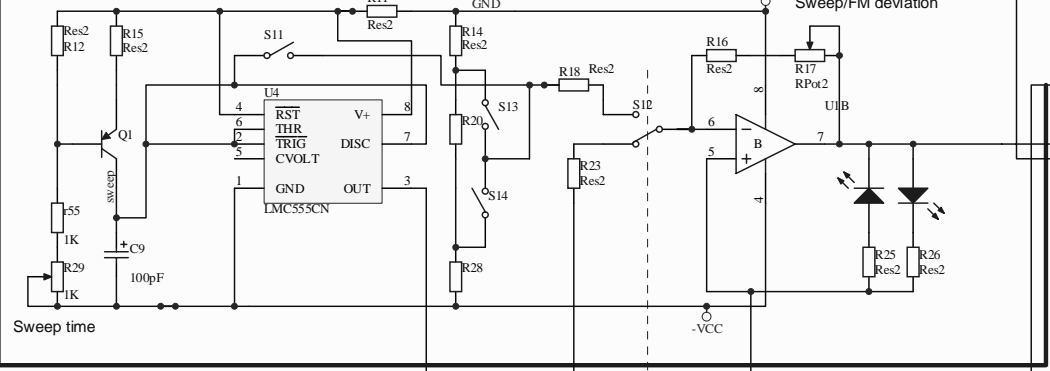 GND
Sweep/FM deviation
R11
Res2
Res2
R12
R15
Res2
S11
R14
Res2
R16
Res2
R17
RPot2
R18
Res2
S12
U4
S13
U1B
8
4
RST
V+
8
6
THR
Q1
R20
6
B
7
2
TRIG
DISC
7
5
CVOLT
5
R23
Res2
sweep
1
GND
OUT
3
S14
4
LMC555CN
r55
1K
C9
100pF
R29
1K
R28
R25
Res2
R26
Res2
Sweep time
-VCC